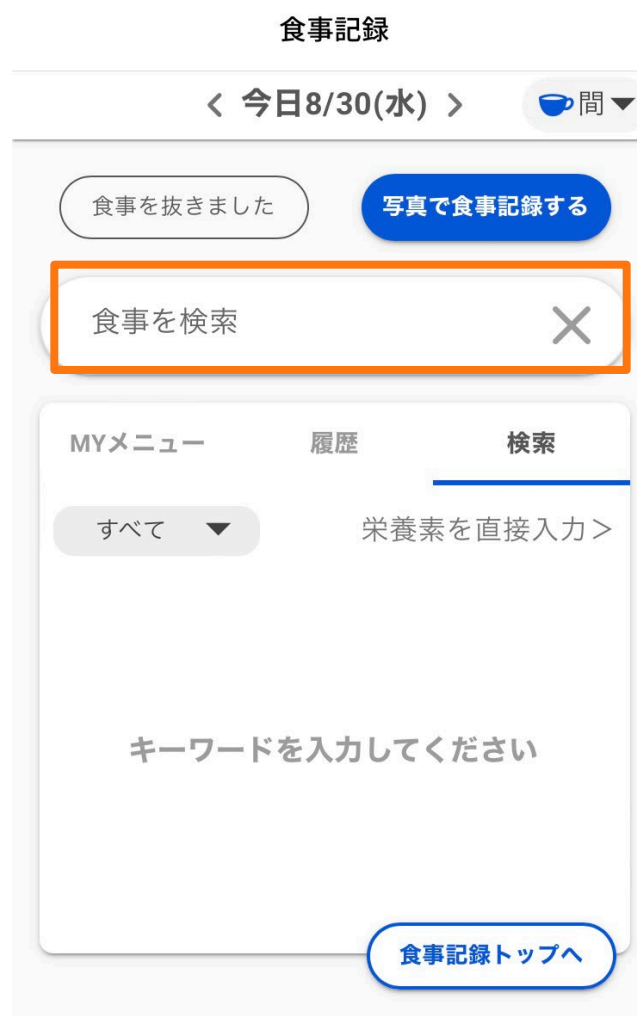 食事記録
< 今日8/30(水) >
間▼
食事を抜きました
写真で食事記録する
食事を検索
MYメニュー
履歴
検索
すべて ▼
栄養素を直接入力>
キーワードを入力してください
食事記録トップへ